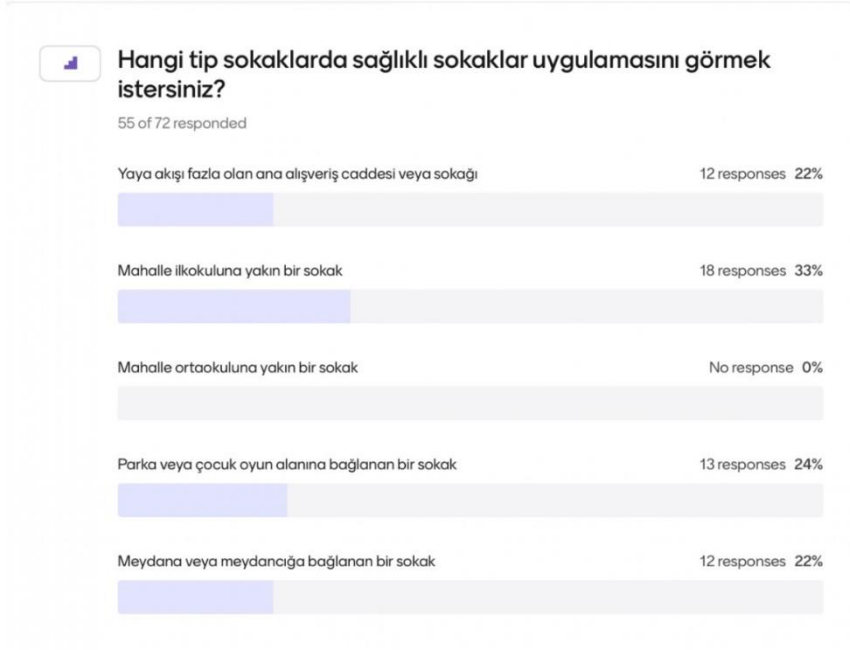 Hangi tip sokaklarda sağlıklı sokaklar uygulamasını görmek
istersiniz?
55 of 72 responded
Yaya akışı fazla olan ana alışveriş caddesi veya sokağı 12 responses 22%
Mahalle ilkokuluna yakın bir sokak 18 responses 33%
Mahalle ortaokuluna yakın bir sokak No response 0%
Parka veya çocuk oyun alanına bağlanan bir sokak 13 responses 24%
Meydana veya meydancığa bağlanan bir sokak 12 responses 22%